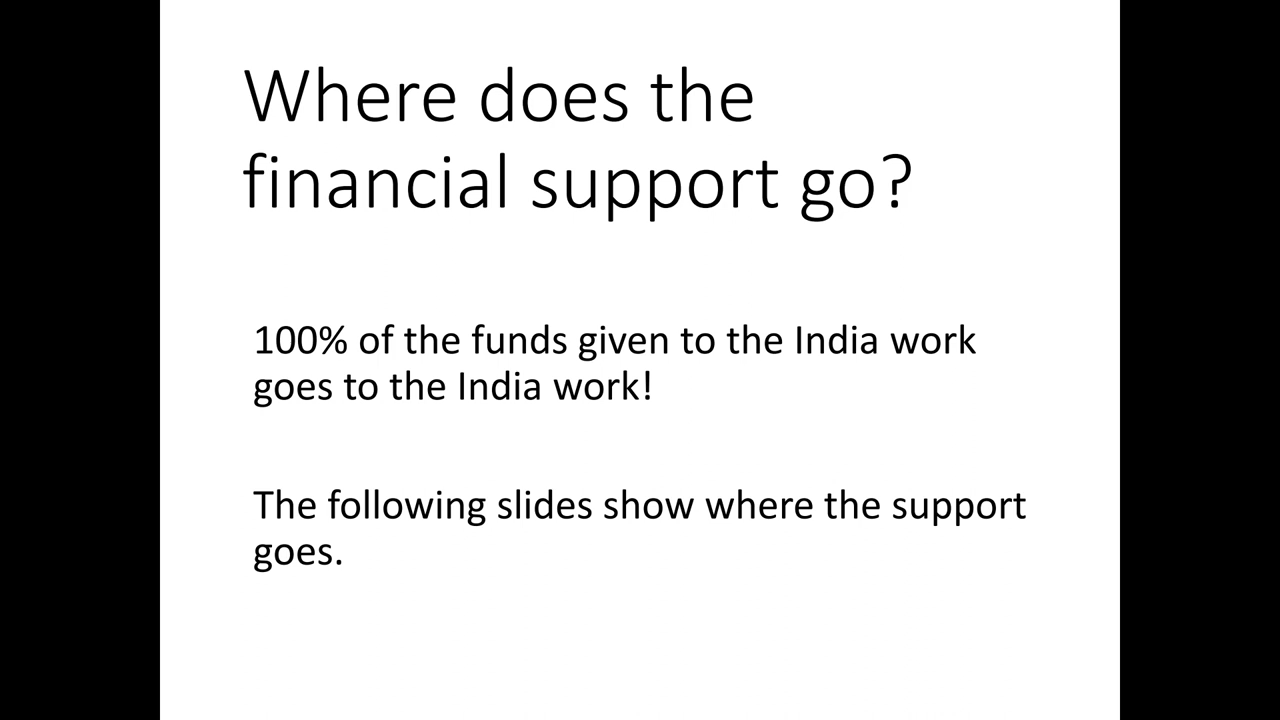 Where does the
financial support go?
100% of the funds given to the India work
goes to the India work!
The following slides show where the support
goes.